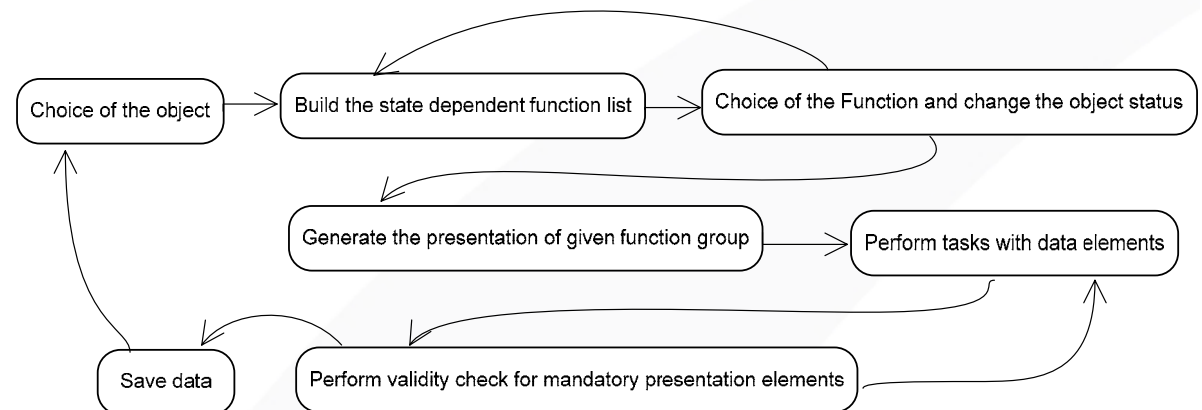 Choice of the object
Build the state dependent function list
Choice of the Function and change the object status
Generate the presentation of given function group
Perform tasks with data elements
Save data
Perform validity check for mandatory presentation elements